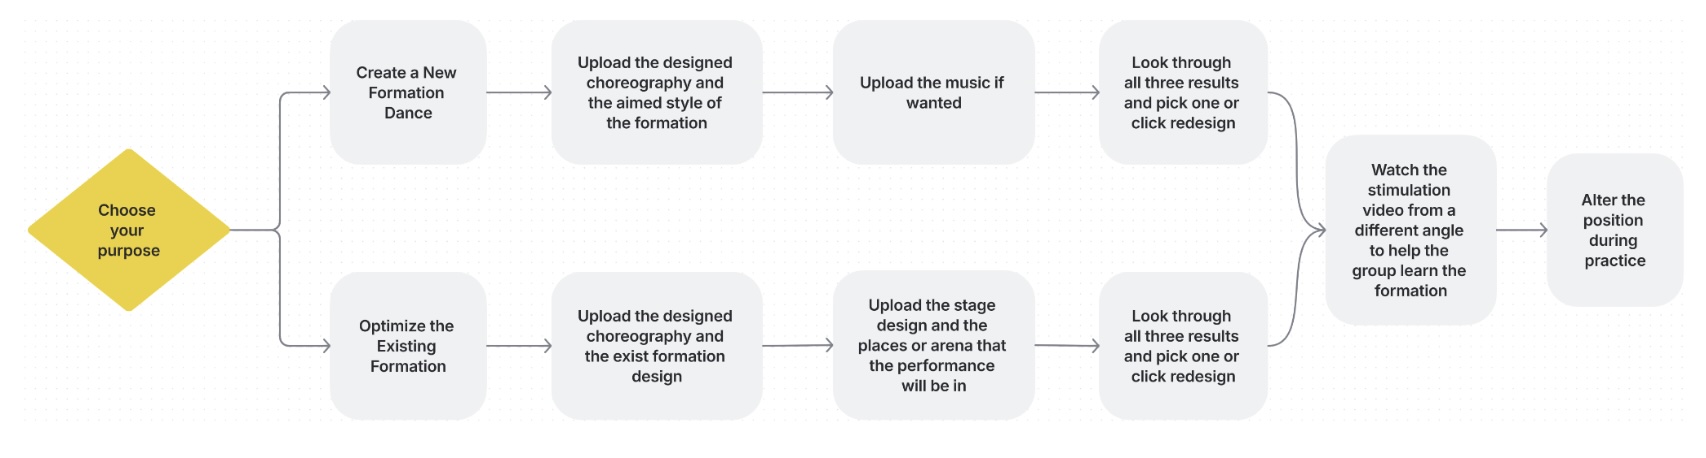 Choose
your
purpose
Create a New
Formation
Dance
Upload the designed
choreography and
the aimed style of
the formation
Upload the music if
wanted
Look through
all three results
and pick one or
click redesign
Optimize the
Existing
Formation
Upload the designed
choreography and
the exist formation
design
Upload the stage
design and the
places or arena that
the performance
will be in
Look through
all three results
and pick one or
click redesign
Watch the
stimulation
video from a
different angle
to help the
group learn the
formation
Alter the
position
during
practice